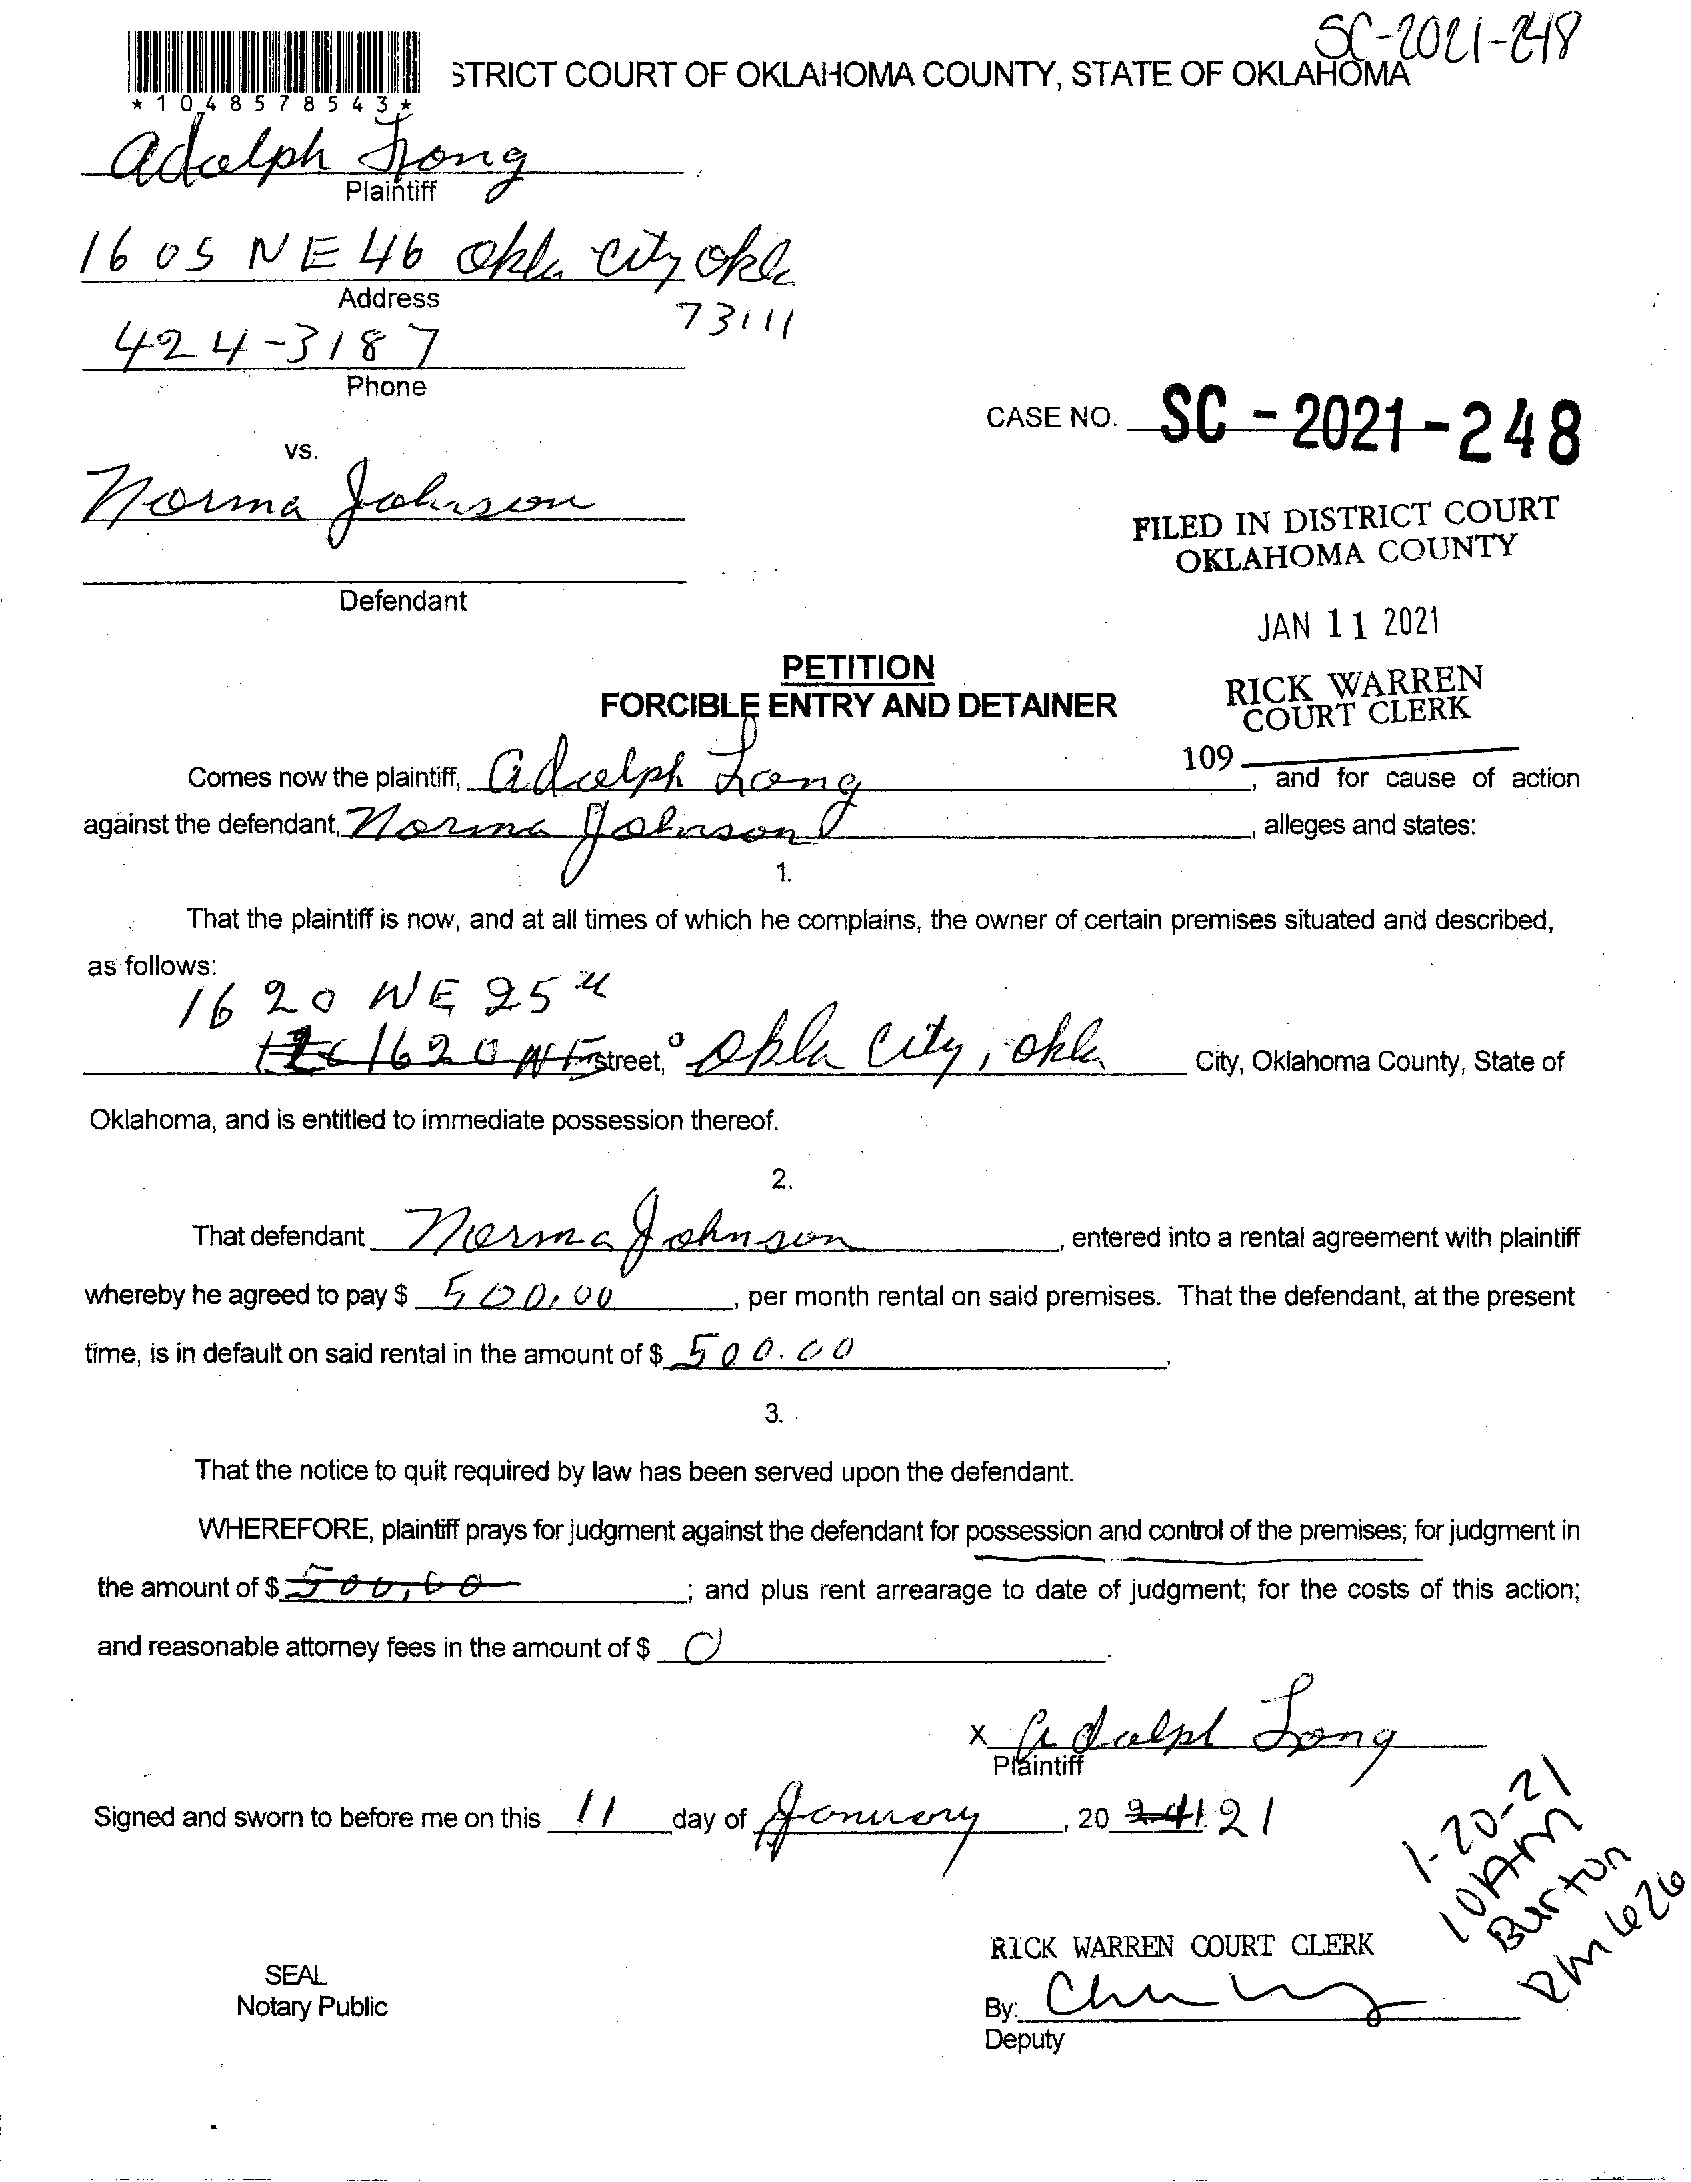 SC-2021-248
STRICT COURT OF OKLAHOMA COUNTY, STATE OF OKLAHOMA
*1048578543*
Adolph Long
Plaintiff
1605 NE 46 Okla City Okla
Address
73111
424-3187
Phone
CASE NO. SC-2021-248
vs.
Norma Johnson
FILED IN DISTRICT COURT
OKLAHOMA COUNTY
Defendant
JAN 11 2021
PETITION
FORCIBLE ENTRY AND DETAINER
RICK WARREN
COURT CLERK
109
Comes now the plaintiff, Adolph Long, and for cause of action
against the defendant, Norma Johnson, alleges and states:
1.
That the plaintiff is now, and at all times of which he complains, the owner of certain premises situated and described,
as follows:
1620 NE 25th
1620 NE street, Okla City, Okla City, Oklahoma County, State of
Oklahoma, and is entitled to immediate possession thereof.
2.
That defendant Norma Johnson, entered into a rental agreement with plaintiff
whereby he agreed to pay $ 500.00, per month rental on said premises. That the defendant, at the present
time, is in default on said rental in the amount of $ 500.00.
3.
That the notice to quit required by law has been served upon the defendant.
WHEREFORE, plaintiff prays for judgment against the defendant for possession and control of the premises; for judgment in
the amount of $ 500.00; and plus rent arrearage to date of judgment; for the costs of this action;
and reasonable attorney fees in the amount of $ 0.
X Adolph Long
Plaintiff
Signed and sworn to before me on this 11 day of January, 20 21
1-20-21
10AM
Burton
Rm 626
RICK WARREN COURT CLERK
SEAL
Notary Public
By:
Deputy